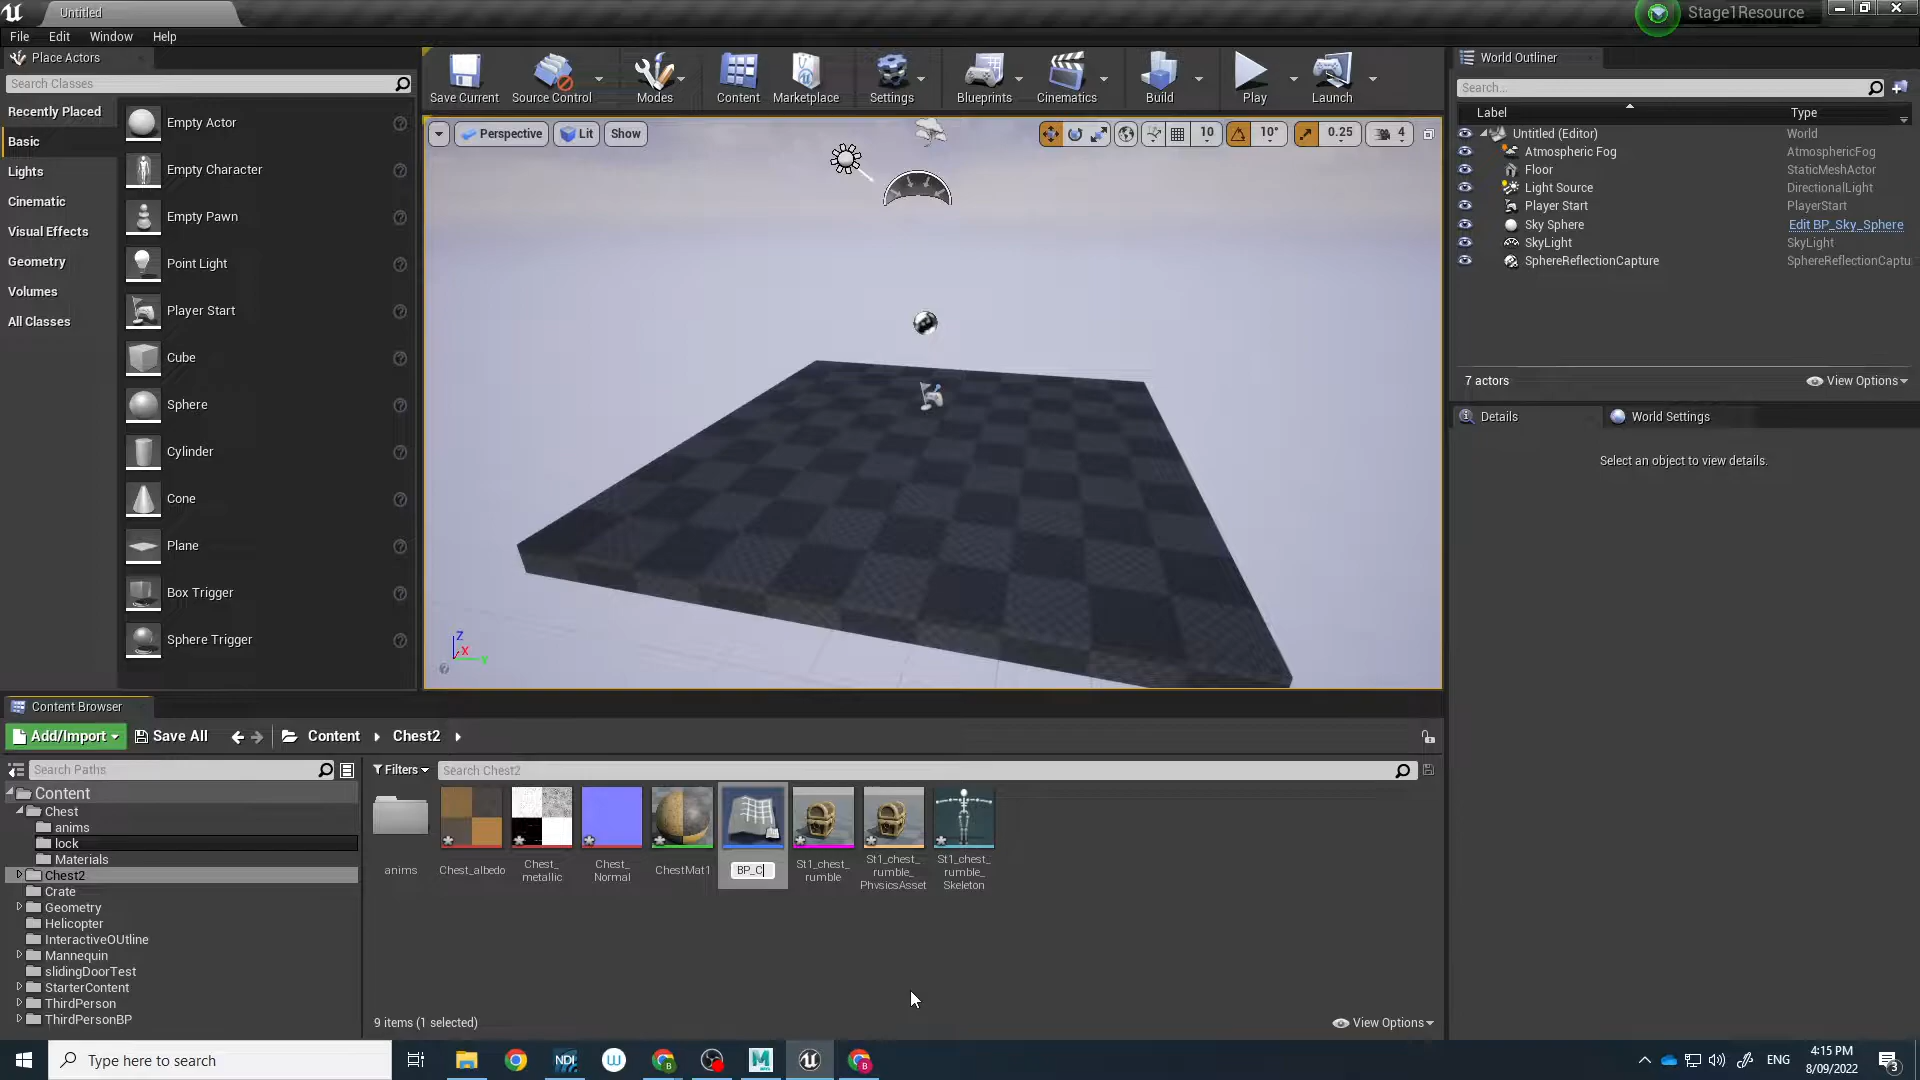 Untitled
Stage1Resource
File Edit Window Help
Place Actors
Search Classes
Recently Placed
Basic
Lights
Cinematic
Visual Effects
Geometry
Volumes
All Classes
Empty Actor
Empty Character
Empty Pawn
Point Light
Player Start
Cube
Sphere
Cylinder
Cone
Plane
Box Trigger
Sphere Trigger
Save Current
Source Control
Modes
Content
Marketplace
Settings
Blueprints
Cinematics
Build
Play
Launch
Perspective Lit Show
10 10° 0.25 4
Z
X
Y
World Outliner
Search...
Label Type
Untitled (Editor) World
Atmospheric Fog AtmosphericFog
Floor StaticMeshActor
Light Source DirectionalLight
Player Start PlayerStart
Sky Sphere Edit BP_Sky_Sphere
SkyLight SkyLight
SphereReflectionCapture SphereReflectionCaptu
7 actors View Options
Details World Settings
Select an object to view details.
Content Browser
Add/Import Save All Content Chest2
Search Paths
Filters Search Chest2
Content
Chest
anims
lock
Materials
Chest2
Crate
Geometry
Helicopter
InteractiveOUtline
Mannequin
slidingDoorTest
StarterContent
ThirdPerson
ThirdPersonBP
anims
Chest_albedo
Chest_
metallic
Chest_
Normal
ChestMat1
BP_C
St1_chest_
rumble
St1_chest_
rumble_
PhysicsAsset
St1_chest_
rumble_
Skeleton
9 items (1 selected) View Options
Type here to search
NDI
ENG
4:15 PM
8/09/2022
3